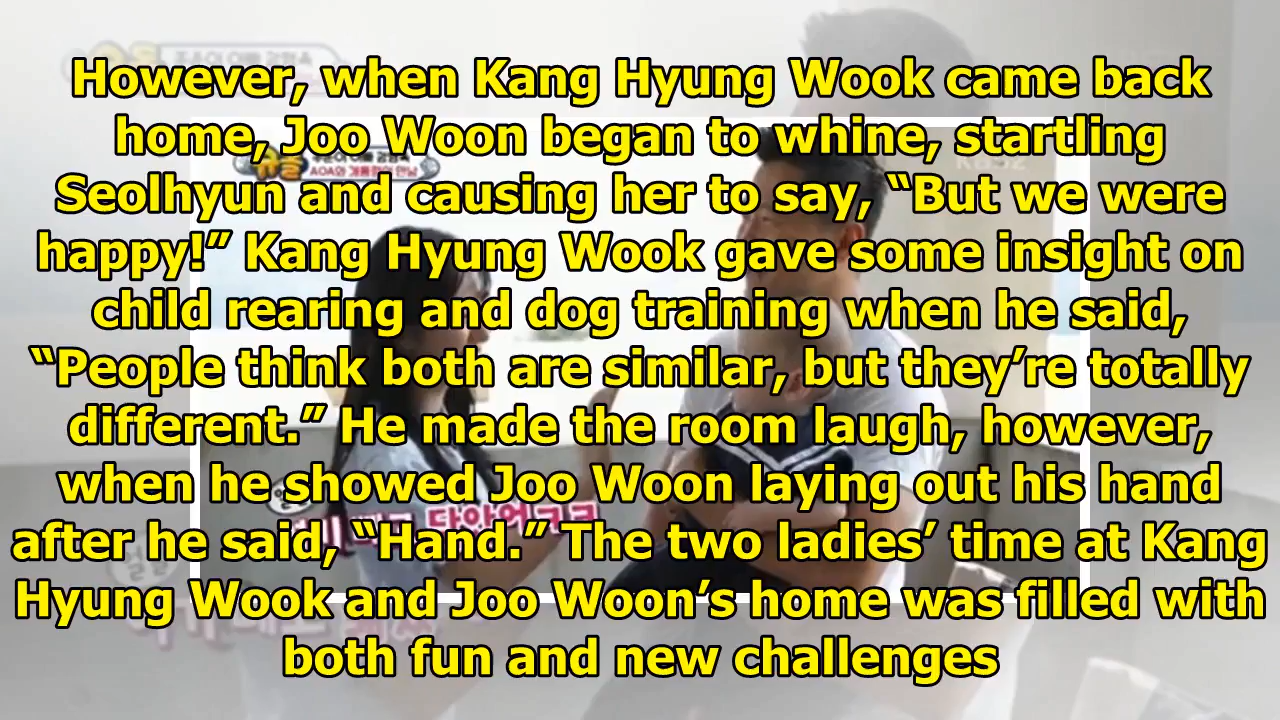 However, when Kang Hyung Wook came back
home, Joo Woon began to whine, startling
Seolhyun and causing her to say, “But we were
happy!” Kang Hyung Wook gave some insight on
child rearing and dog training when he said,
“People think both are similar, but they’re totally
different.” He made the room laugh, however,
when he showed Joo Woon laying out his hand
after he said, “Hand.” The two ladies’ time at Kang
Hyung Wook and Joo Woon’s home was filled with
both fun and new challenges